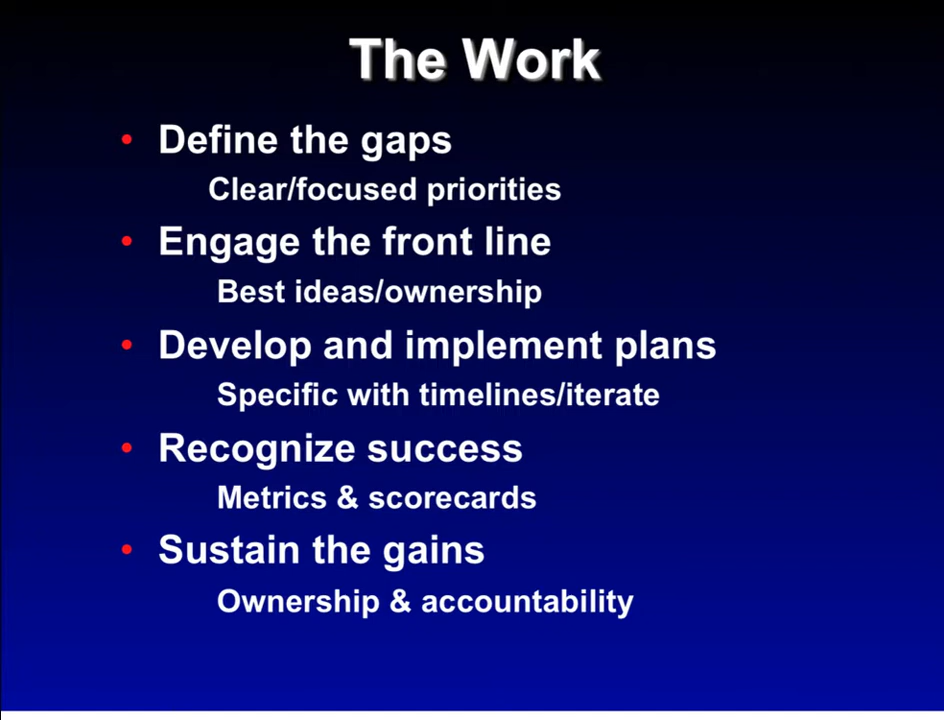 The Work
• Define the gaps
Clear/focused priorities
• Engage the front line
Best ideas/ownership
• Develop and implement plans
Specific with timelines/iterate
• Recognize success
Metrics & scorecards
• Sustain the gains
Ownership & accountability